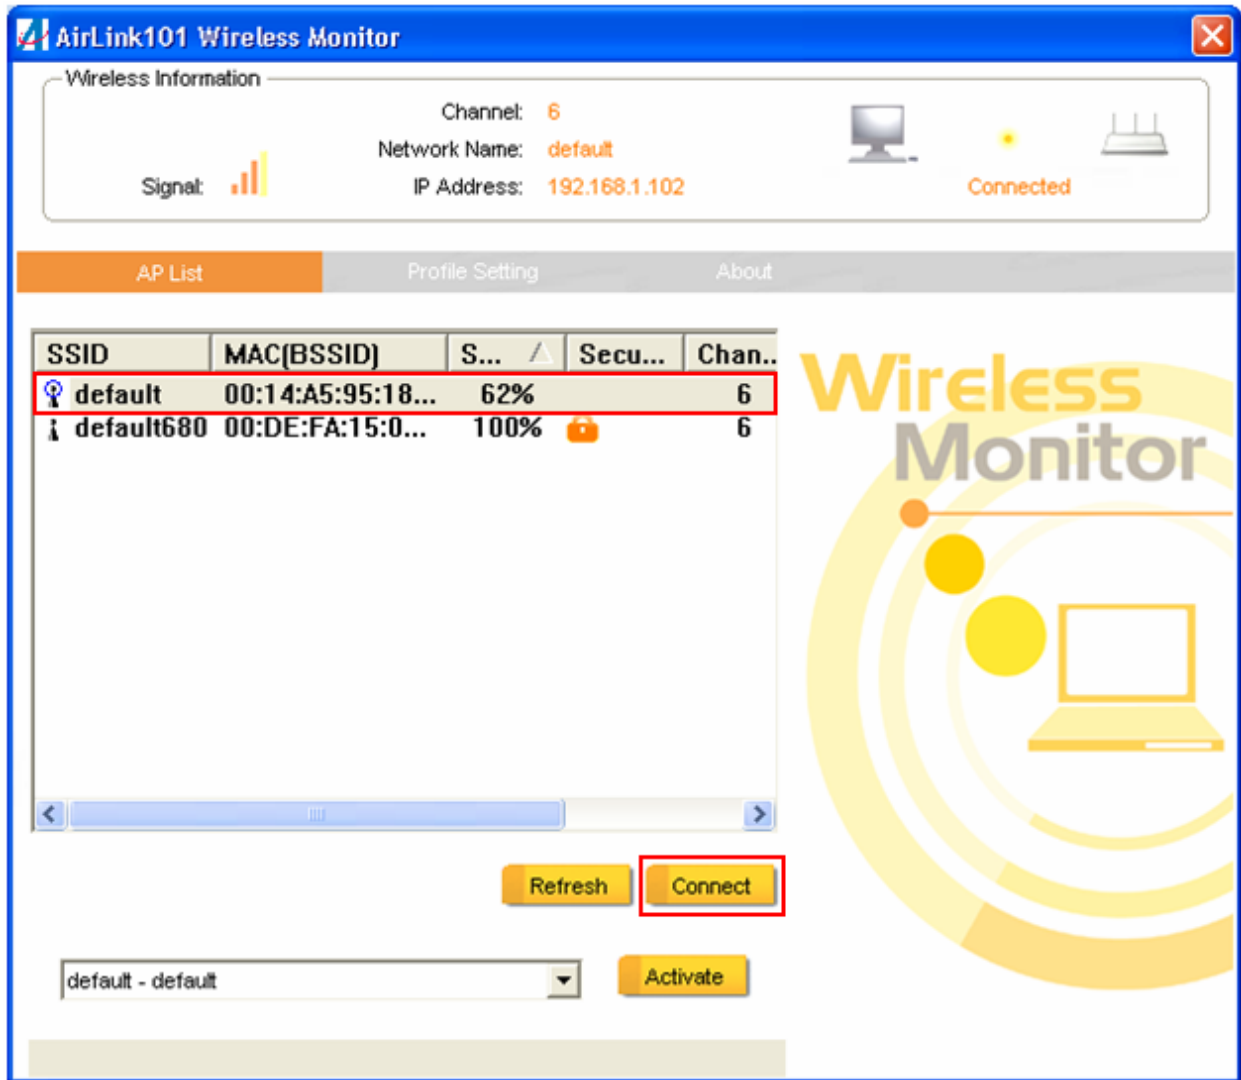 AirLink101 Wireless Monitor
Wireless Information
Channel: 6
Network Name: default
Signal: IP Address: 192.168.1.102
Connected
AP List Profile Setting About
SSID MAC(BSSID) S... Secu... Chan..
default 00:14:A5:95:18... 62% 6
default680 00:DE:FA:15:0... 100% 6
Wireless
Monitor
Refresh Connect
default - default Activate